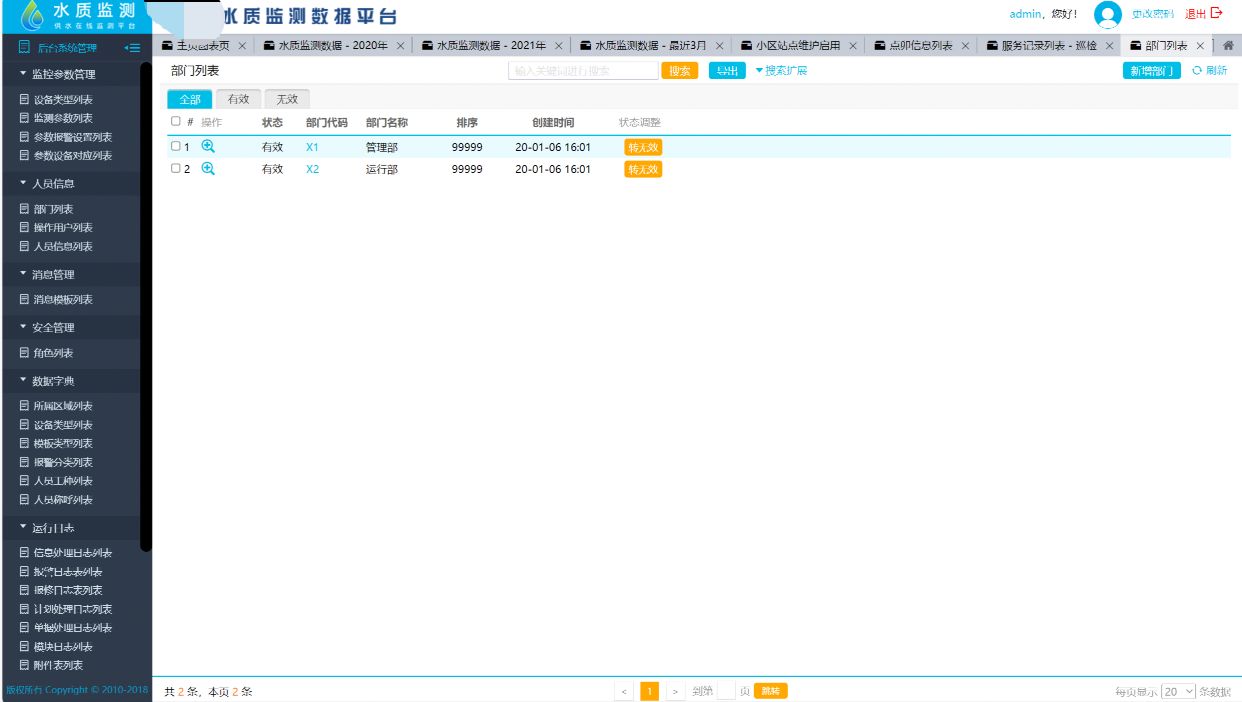 水质监测
供水在线监测平台
水质监测数据平台
admin，您好！ 更改密码 退出
后台系统管理
主页图表页 × 水质监测数据 - 2020年 × 水质监测数据 - 2021年 × 水质监测数据 - 最近3月 × 小区站点维护启用 × 点卯信息列表 × 服务记录列表 - 巡检 × 部门列表 ×
部门列表 输入关键词进行搜索 搜索 导出 搜索扩展 新增部门 刷新
全部 有效 无效
# 操作 状态 部门代码 部门名称 排序 创建时间 状态调整
1 有效 X1 管理部 99999 20-01-06 16:01 转无效
2 有效 X2 运行部 99999 20-01-06 16:01 转无效
监控参数管理
设备类型列表
监测参数列表
参数报警设置列表
参数设备对应列表
人员信息
部门列表
操作用户列表
人员信息列表
消息管理
消息模板列表
安全管理
角色列表
数据字典
所属区域列表
设备类型列表
模板类型列表
报警分类列表
人员工种列表
人员称呼列表
运行日志
信息处理日志列表
报警日志表列表
报修日志表列表
计划处理日志列表
单据处理日志列表
模块日志列表
附件表列表
版权所有 Copyright © 2010-2018
共 2 条，本页 2 条 < 1 > 到第 页 跳转 每页显示 20 条数据